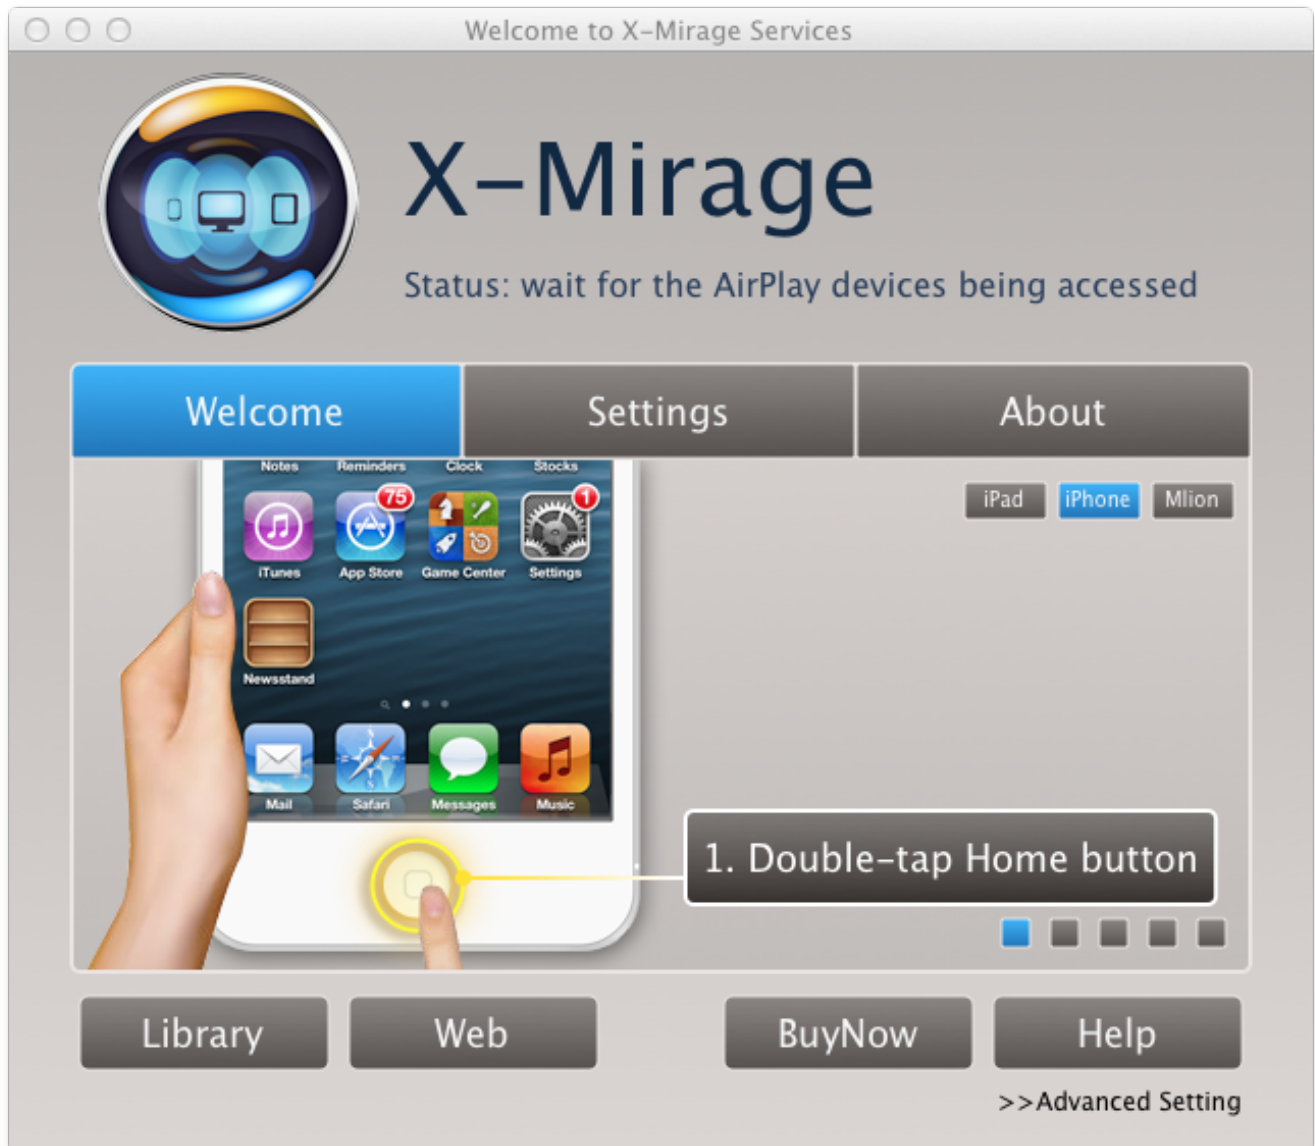 Welcome to X-Mirage Services
X-Mirage
Status: wait for the AirPlay devices being accessed
Welcome Settings About
Notes Reminders Clock Stocks
iPad iPhone Mlion
75 1
iTunes App Store Game Center Settings
Newsstand
Mail Safari Messages Music
1. Double-tap Home button
Library Web BuyNow Help
>>Advanced Setting